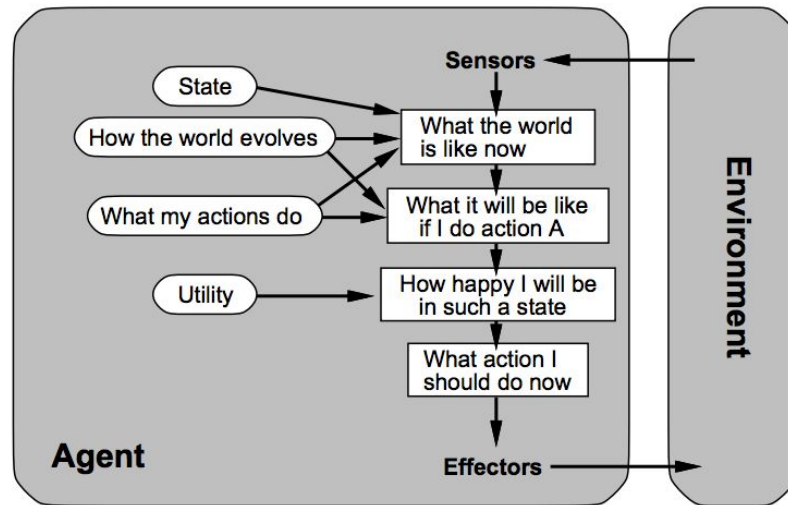 Sensors
State
What the world
is like now
How the world evolves
What it will be like
if I do action A
What my actions do
How happy I will be
in such a state
Utility
What action I
should do now
Agent
Effectors
Environment